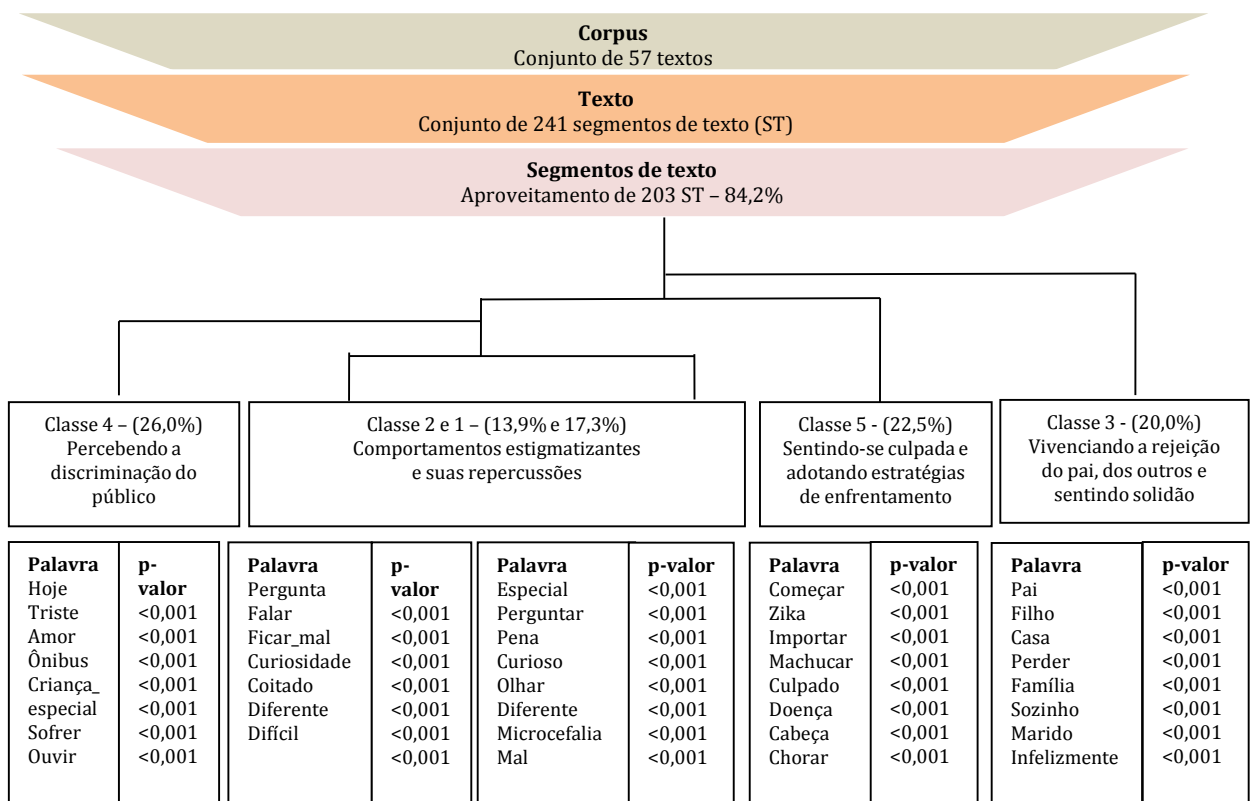 Corpus
Conjunto de 57 textos
Texto
Conjunto de 241 segmentos de texto (ST)
Segmentos de texto
Aproveitamento de 203 ST – 84,2%
Classe 4 – (26,0%)
Percebendo a
discriminação do
público
Classe 2 e 1 – (13,9% e 17,3%)
Comportamentos estigmatizantes
e suas repercussões
Classe 5 - (22,5%)
Sentindo-se culpada e
adotando estratégias
de enfrentamento
Classe 3 - (20,0%)
Vivenciando a rejeição
do pai, dos outros e
sentindo solidão
Palavra
Hoje
Triste
Amor
Ônibus
Criança_
especial
Sofrer
Ouvir
p-
valor
<0,001
<0,001
<0,001
<0,001
<0,001
<0,001
<0,001
Palavra
Pergunta
Falar
Ficar_mal
Curiosidade
Coitado
Diferente
Difícil
p-
valor
<0,001
<0,001
<0,001
<0,001
<0,001
<0,001
<0,001
Palavra
Especial
Perguntar
Pena
Curioso
Olhar
Diferente
Microcefalia
Mal
p-valor
<0,001
<0,001
<0,001
<0,001
<0,001
<0,001
<0,001
<0,001
Palavra
Começar
Zika
Importar
Machucar
Culpado
Doença
Cabeça
Chorar
p-valor
<0,001
<0,001
<0,001
<0,001
<0,001
<0,001
<0,001
<0,001
Palavra
Pai
Filho
Casa
Perder
Família
Sozinho
Marido
Infelizmente
p-valor
<0,001
<0,001
<0,001
<0,001
<0,001
<0,001
<0,001
<0,001